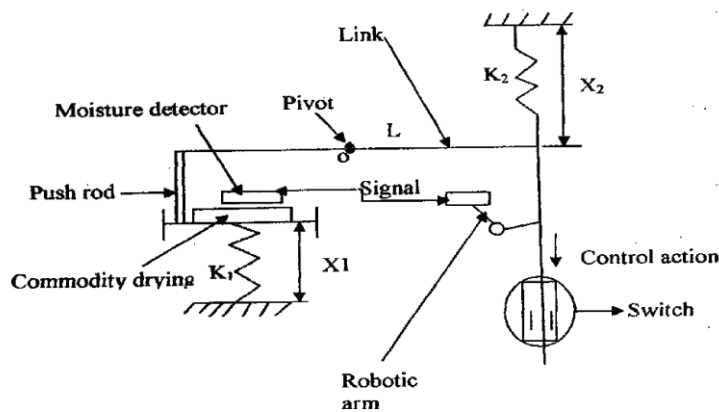 Link
K2
X2
Moisture detector
Pivot
L
o
Push rod
Signal
Commodity drying
K1
X1
Control action
Switch
Robotic
arm